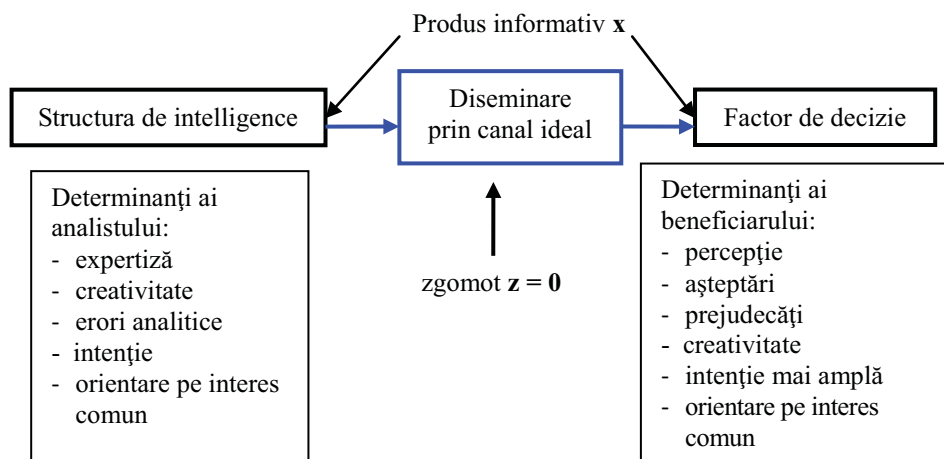 Produs informativ x
Structura de intelligence
Diseminare
prin canal ideal
Factor de decizie
Determinanţi ai
analistului:
- expertiză
- creativitate
- erori analitice
- intenţie
- orientare pe interes
comun
zgomot z = 0
Determinanţi ai
beneficiarului:
- percepţie
- aşteptări
- prejudecăţi
- creativitate
- intenţie mai amplă
- orientare pe interes
comun